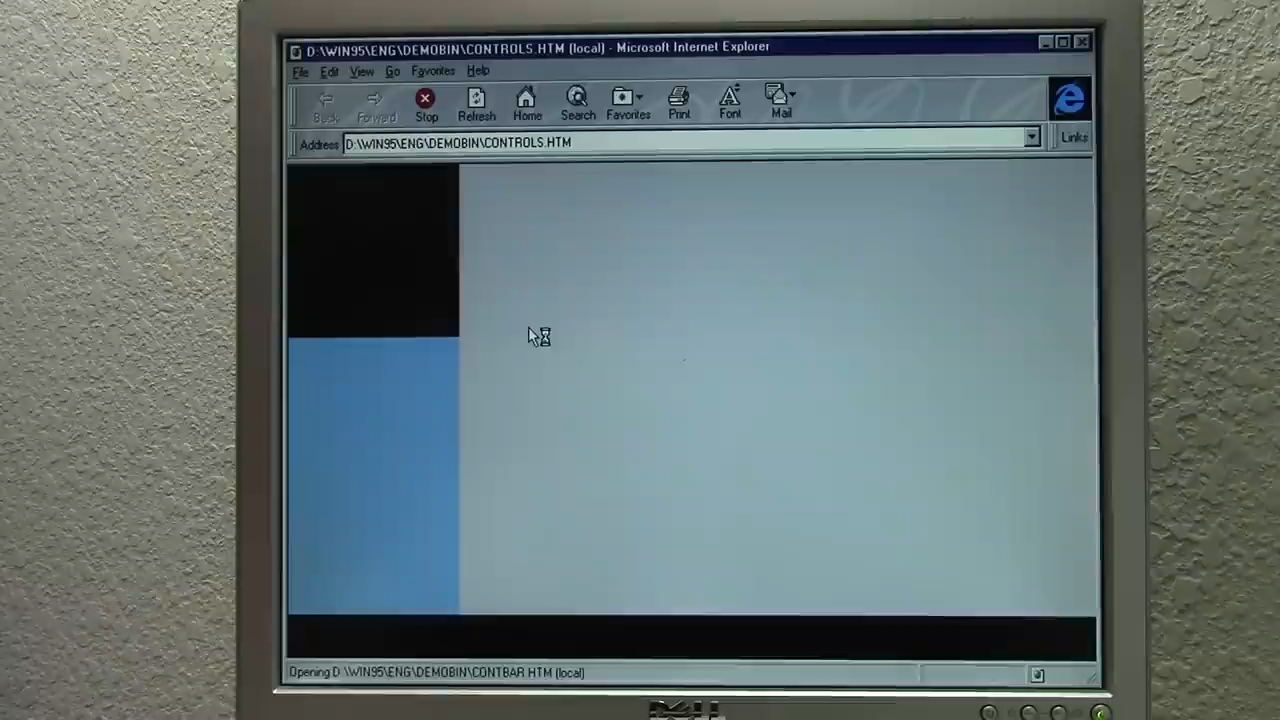 D:\WIN95\ENG\DEMOBIN\CONTROLS.HTM (local) - Microsoft Internet Explorer
File Edit View Go Favorites Help
Back Forward Stop Refresh Home Search Favorites Print Font Mail
Address D:\WIN95\ENG\DEMOBIN\CONTROLS.HTM Links
Opening D:\WIN95\ENG\DEMOBIN\CONTBAR.HTM (local)
DELL